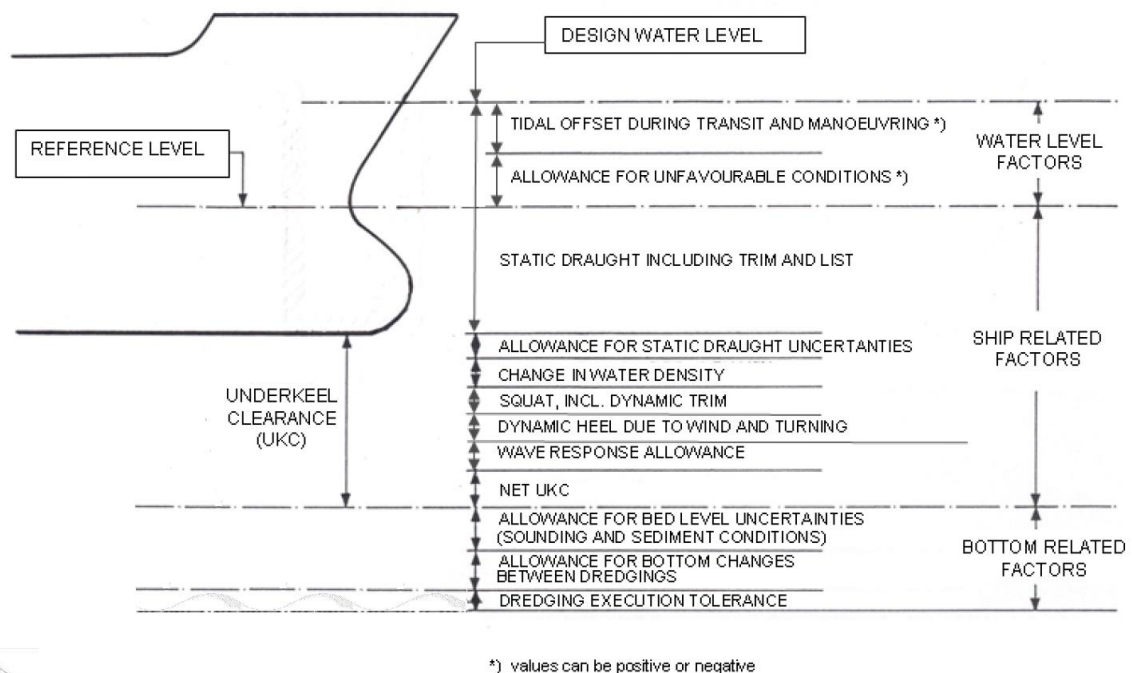 DESIGN WATER LEVEL
TIDAL OFFSET DURING TRANSIT AND MANOEUVRING *)
WATER LEVEL
FACTORS
REFERENCE LEVEL
ALLOWANCE FOR UNFAVOURABLE CONDITIONS *)
STATIC DRAUGHT INCLUDING TRIM AND LIST
SHIP RELATED
FACTORS
ALLOWANCE FOR STATIC DRAUGHT UNCERTANTIES
CHANGE IN WATER DENSITY
UNDERKEEL
CLEARANCE
(UKC)
SQUAT, INCL. DYNAMIC TRIM
DYNAMIC HEEL DUE TO WIND AND TURNING
WAVE RESPONSE ALLOWANCE
NET UKC
ALLOWANCE FOR BED LEVEL UNCERTAINTIES
(SOUNDING AND SEDIMENT CONDITIONS)
BOTTOM RELATED
FACTORS
ALLOWANCE FOR BOTTOM CHANGES
BETWEEN DREDGINGS
DREDGING EXECUTION TOLERANCE
*) values can be positive or negative